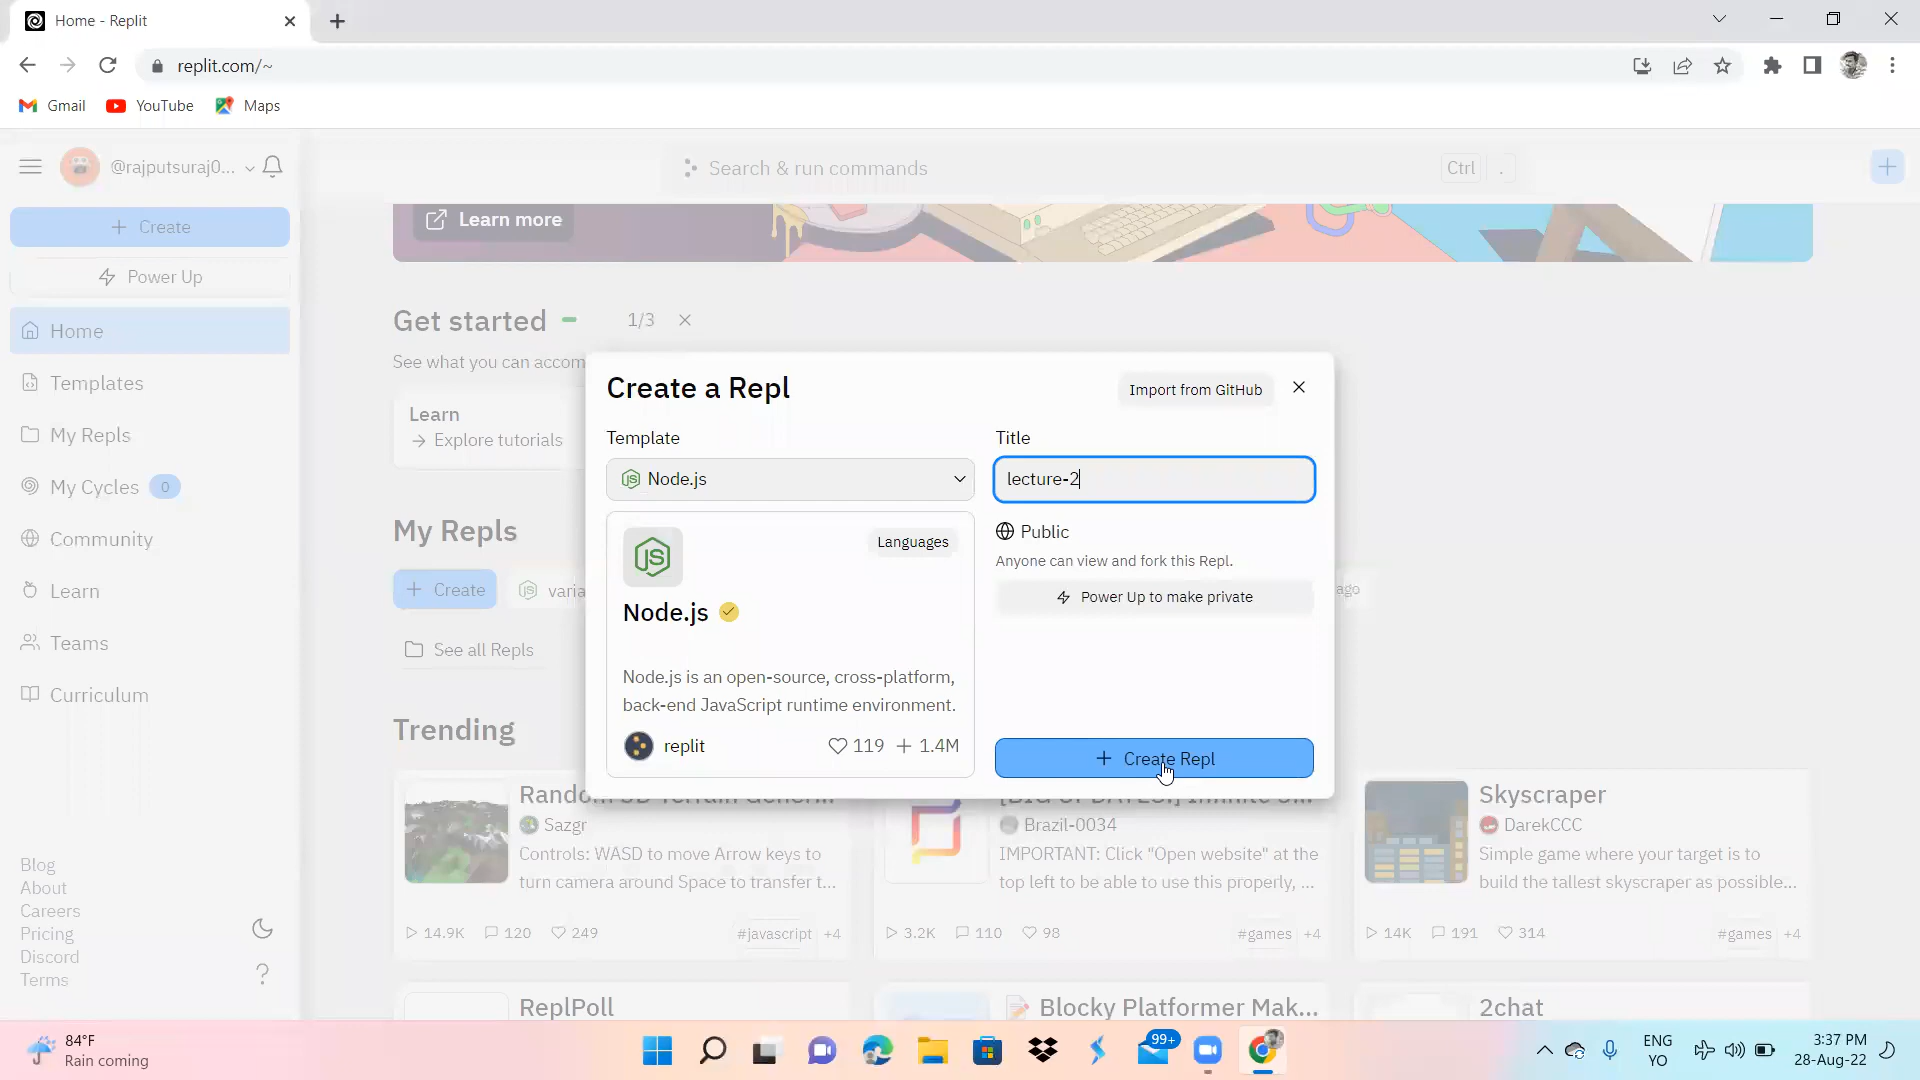 Home - Replit
replit.com/~
Gmail YouTube Maps
@rajputsuraj0...
Search & run commands
Ctrl .
Create
Power Up
Home
Templates
My Repls
My Cycles 0
Community
Learn
Teams
Curriculum
Blog
About
Careers
Pricing
Discord
Terms
?
Learn more
Get started 1/3
See what you can accom
Learn
Explore tutorials
My Repls
Create
varia
ago
See all Repls
Trending
Create a Repl
Import from GitHub
Template
Node.js
Languages
JS
Node.js
Node.js is an open-source, cross-platform,
back-end JavaScript runtime environment.
replit 119 + 1.4M
Title
lecture-2
Public
Anyone can view and fork this Repl.
Power Up to make private
+ Create Repl
Sazgr
Controls: WASD to move Arrow keys to
turn camera around Space to transfer t...
14.9K 120 249 #javascript +4
Brazil-0034
IMPORTANT: Click "Open website" at the
top left to be able to use this properly, ...
3.2K 110 98 #games +4
Skyscraper
DarekCCC
Simple game where your target is to
build the tallest skyscraper as possible...
14K 191 314 #games +4
ReplPoll
Blocky Platformer Mak...
2chat
84°F
Rain coming
99+
ENG
YO
3:37 PM
28-Aug-22